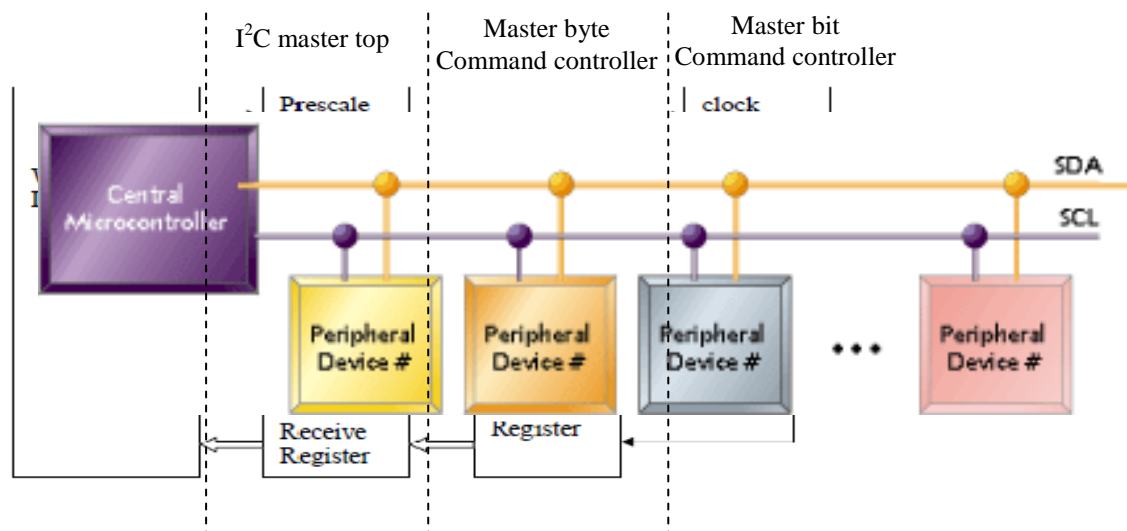 I²C master top
Master byte
Command controller
Master bit
Command controller
Prescale
clock
Central
Microcontroller
SDA
SCL
Peripheral
Device #
Peripheral
Device #
Peripheral
Device #
Peripheral
Device #
Receive
Register
Register